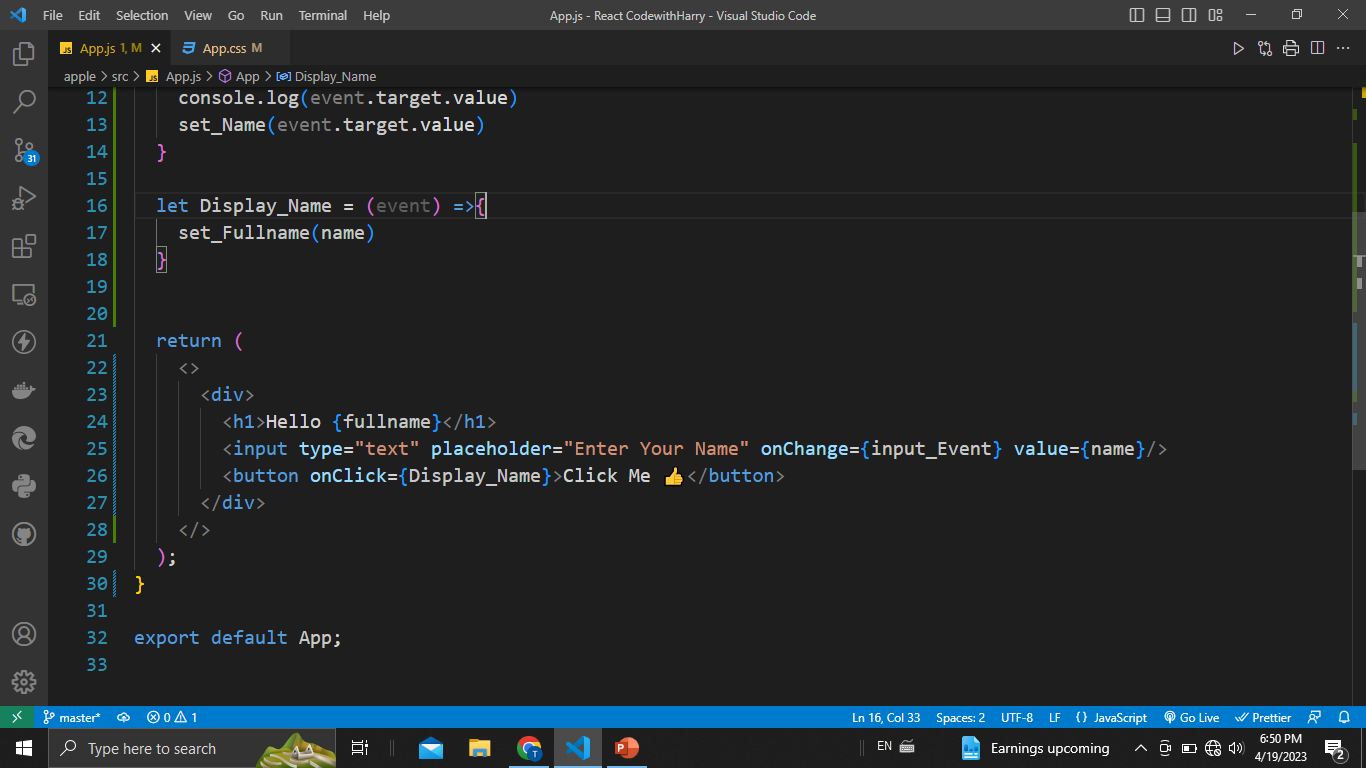 File Edit Selection View Go Run Terminal Help App.js - React CodewithHarry - Visual Studio Code
JS App.js 1, M App.css M
apple > src > JS App.js > App > Display_Name
12 console.log(event.target.value)
13 set_Name(event.target.value)
14 }
15
16 let Display_Name = (event) =>{
17 set_Fullname(name)
18 }
19
20
21 return (
22 <>
23 <div>
24 <h1>Hello {fullname}</h1>
25 <input type="text" placeholder="Enter Your Name" onChange={input_Event} value={name}/>
26 <button onClick={Display_Name}>Click Me 👍</button>
27 </div>
28 </>
29 );
30 }
31
32 export default App;
33
31
master* 0 1 Ln 16, Col 33 Spaces: 2 UTF-8 LF {} JavaScript Go Live Prettier
Type here to search T P EN Earnings upcoming 6:50 PM
4/19/2023 2